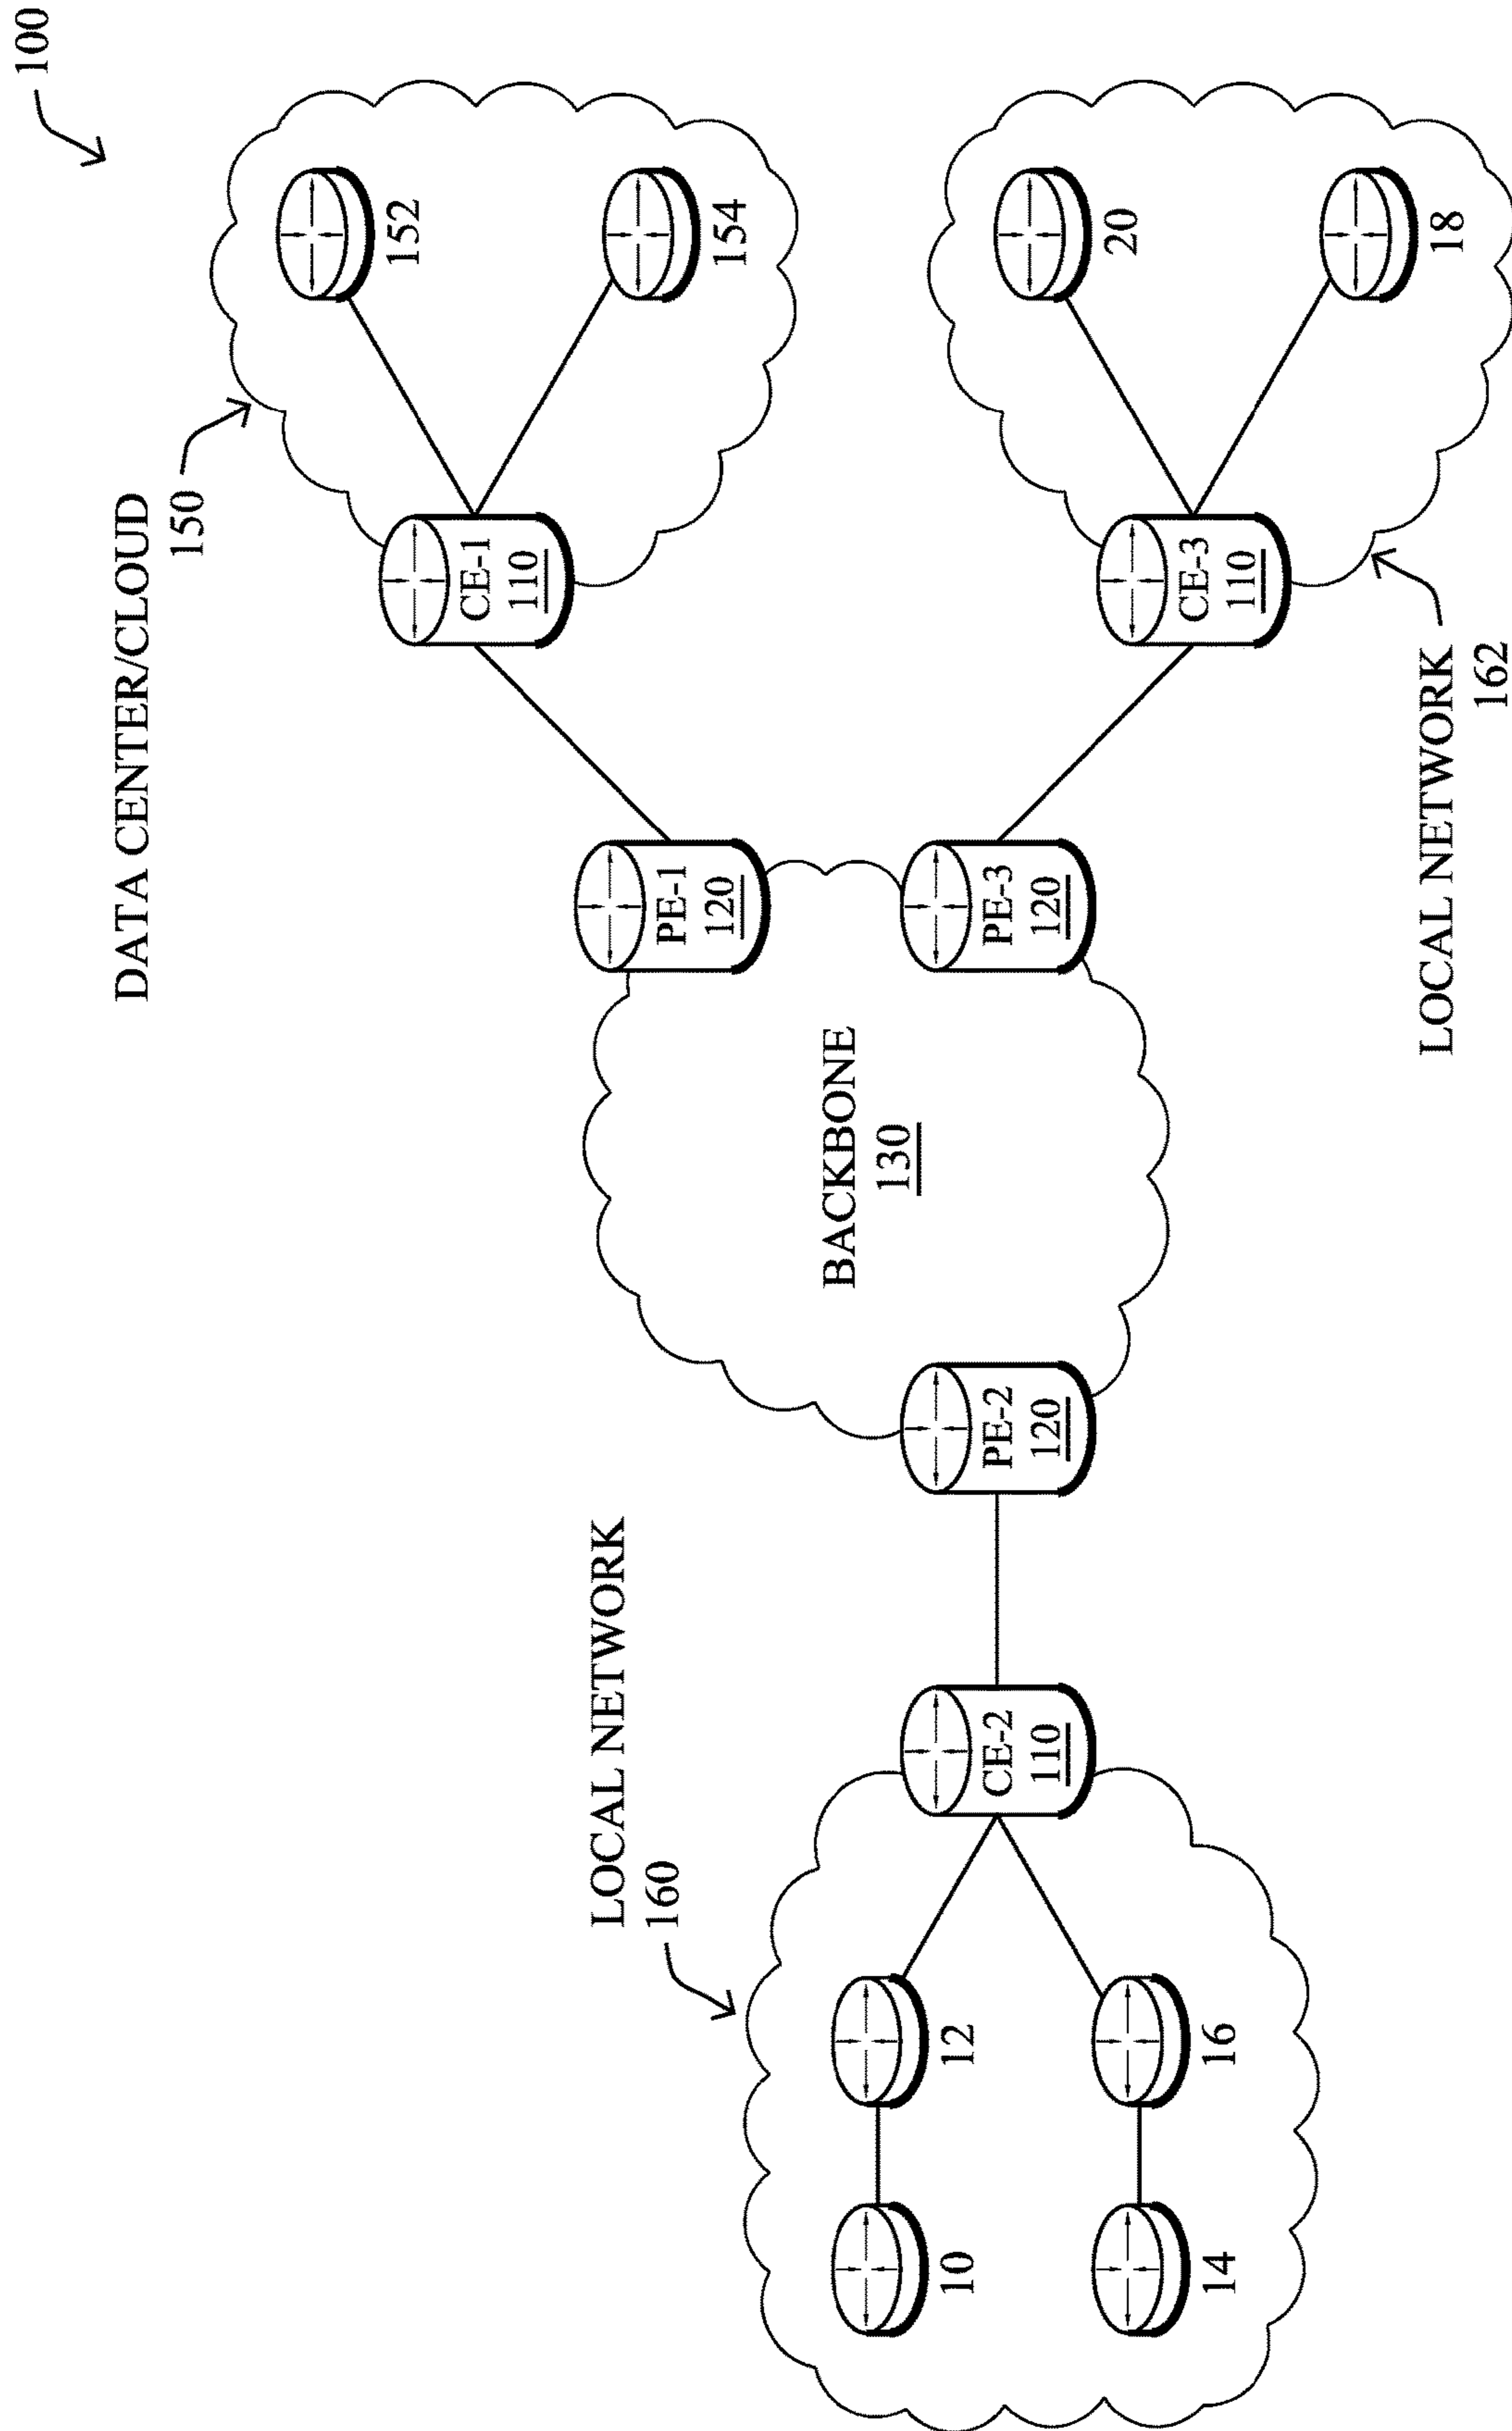 100
DATA CENTER/CLOUD
150
152
CE-1
110
154
PE-1
120
LOCAL NETWORK
160
BACKBONE
130
10
12
CE-2
110
PE-2
120
PE-3
120
CE-3
110
20
14
16
18
LOCAL NETWORK
162